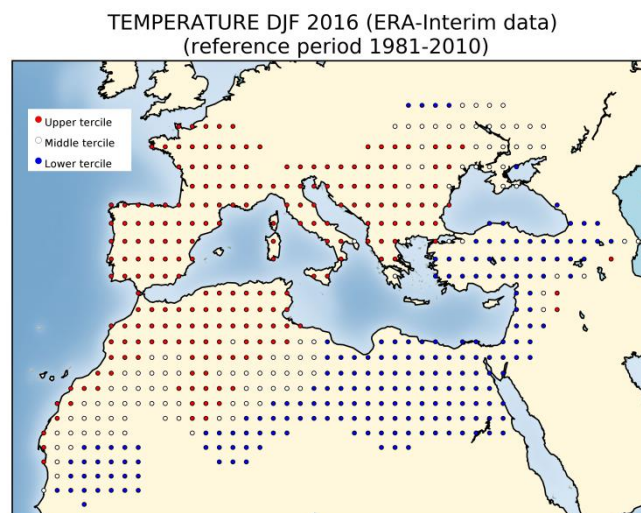 TEMPERATURE DJF 2016 (ERA-Interim data)
(reference period 1981-2010)
Upper tercile
Middle tercile
Lower tercile